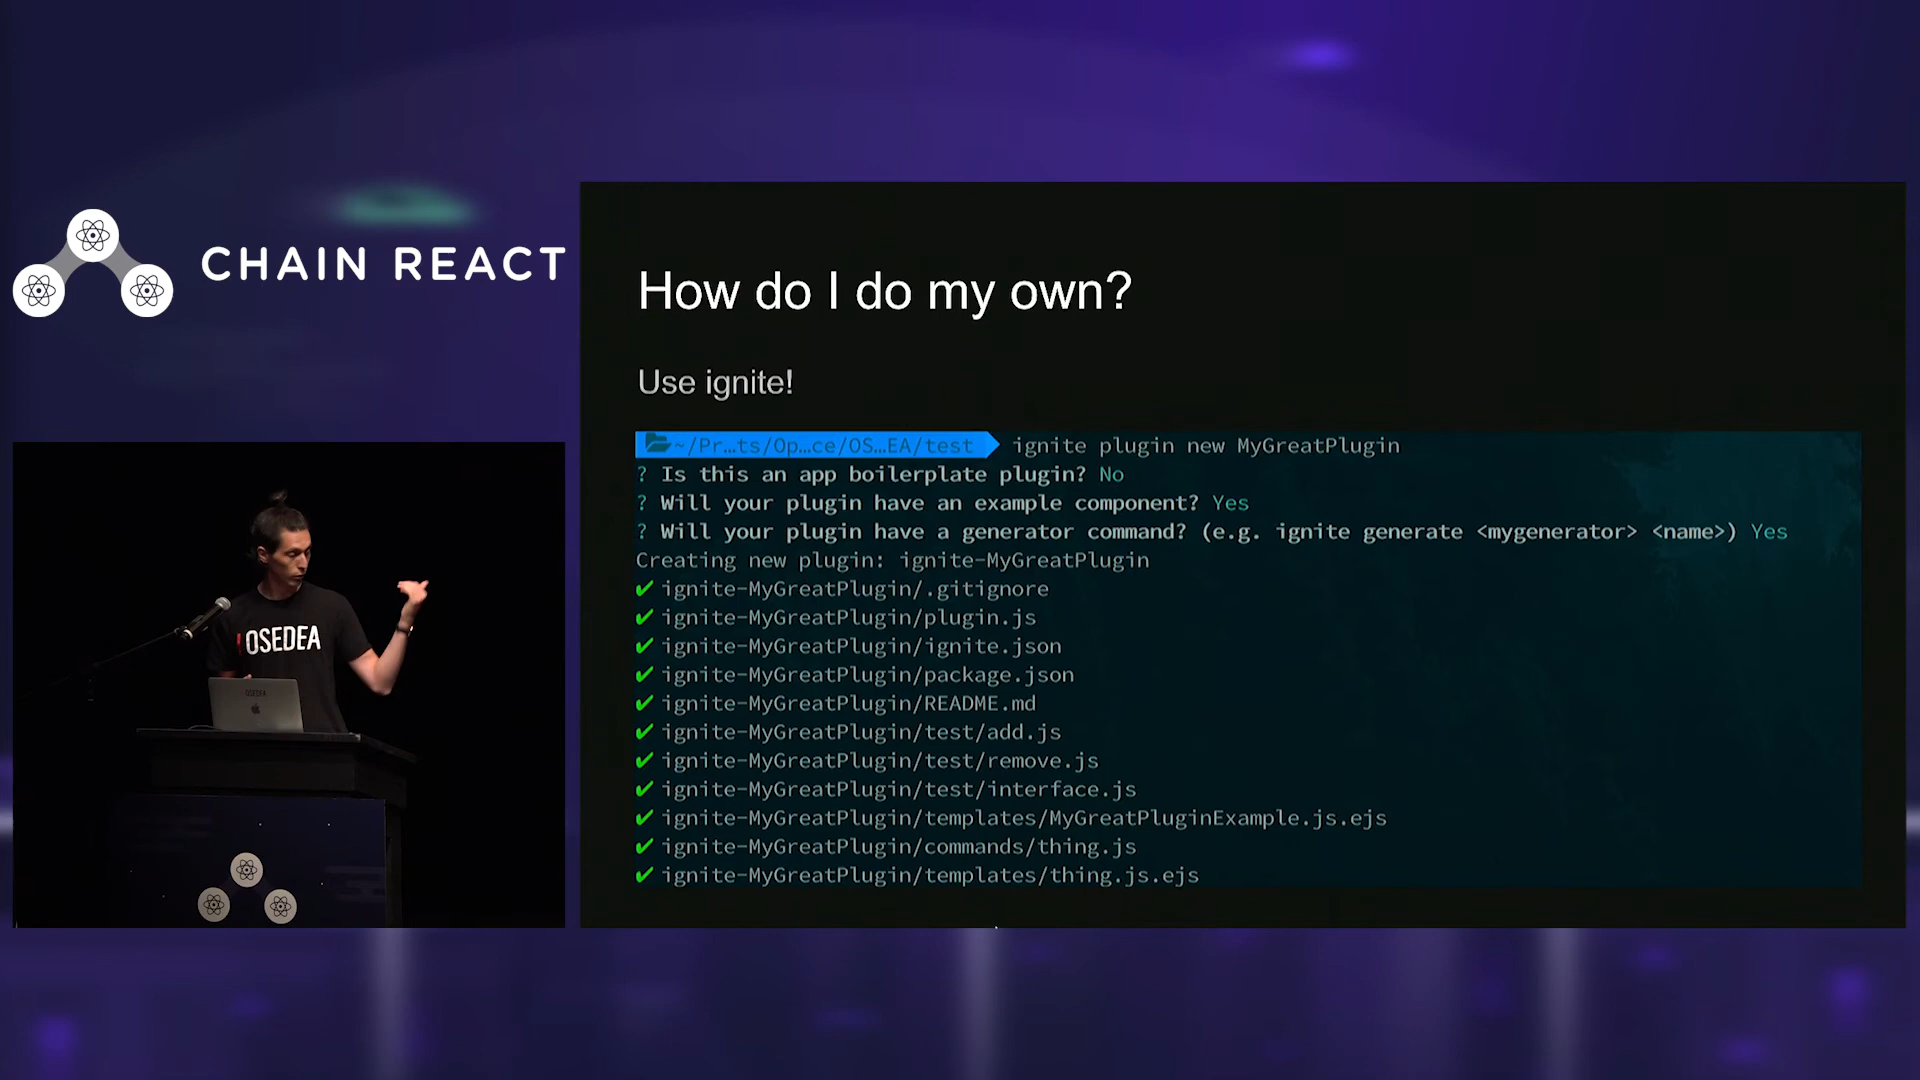 CHAIN REACT
How do I do my own?
Use ignite!
~/Pr…ts/Op…ce/OS…EA/test ignite plugin new MyGreatPlugin
? Is this an app boilerplate plugin? No
? Will your plugin have an example component? Yes
? Will your plugin have a generator command? (e.g. ignite generate <mygenerator> <name>) Yes
Creating new plugin: ignite-MyGreatPlugin
✔ ignite-MyGreatPlugin/.gitignore
✔ ignite-MyGreatPlugin/plugin.js
✔ ignite-MyGreatPlugin/ignite.json
✔ ignite-MyGreatPlugin/package.json
✔ ignite-MyGreatPlugin/README.md
✔ ignite-MyGreatPlugin/test/add.js
✔ ignite-MyGreatPlugin/test/remove.js
✔ ignite-MyGreatPlugin/test/interface.js
✔ ignite-MyGreatPlugin/templates/MyGreatPluginExample.js.ejs
✔ ignite-MyGreatPlugin/commands/thing.js
✔ ignite-MyGreatPlugin/templates/thing.js.ejs
OSEDEA
OSEDEA